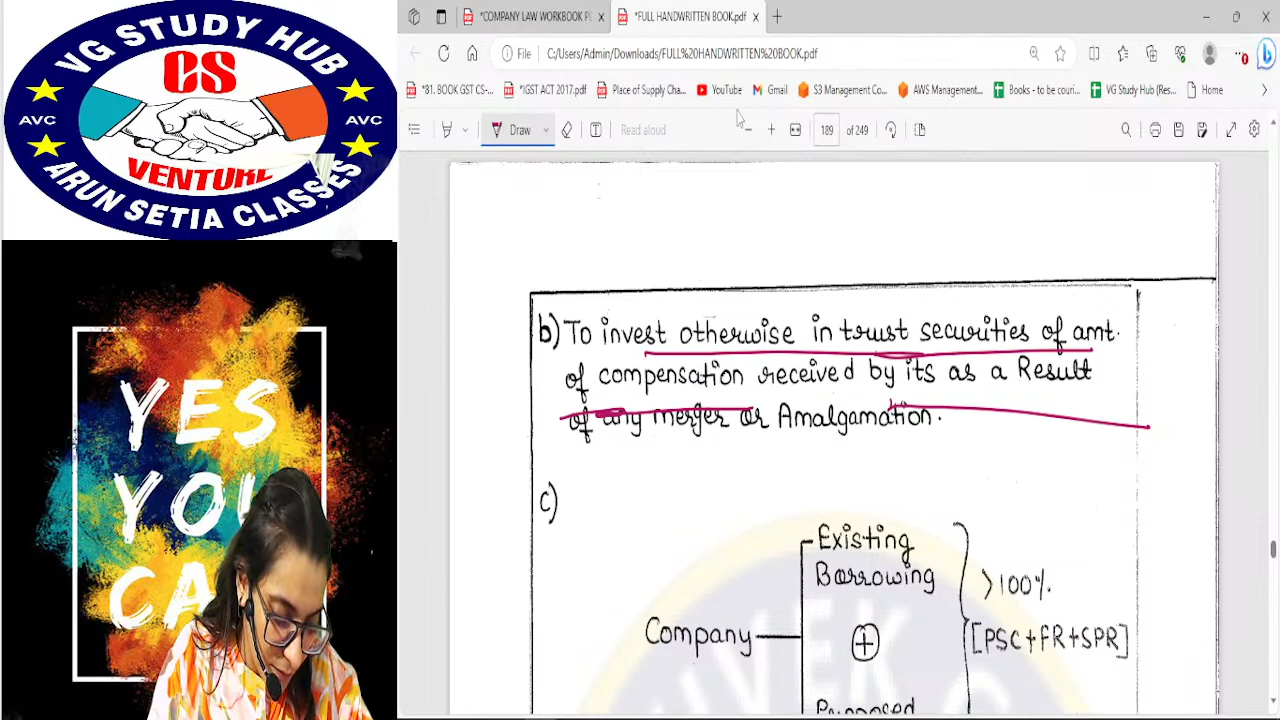 VG STUDY HUB
CS
AVC
AVC
VENTURE
ARUN SETIA CLASSES
YES
YOU
CA
*COMPANY LAW WORKBOOK P
*FULL HANDWRITTEN BOOK.pdf
File
C:/Users/Admin/Downloads/FULL%20HANDWRITTEN%20BOOK.pdf
*81. BOOK GST CS-...
*IGST ACT 2017.pdf
Place of Supply Cha...
YouTube
Gmail
S3 Management Co...
AWS Management...
Books - to be couri...
VG Study Hub (Res...
Home
Draw
Read aloud
189
of 249
b) To invest otherwise in trust securities of amt.
of compensation received by its as a Result
of any merger or Amalgamation.
c)
Existing
Borrowing
>100%.
Company
+
[PSC+FR+SPR]
Proposed